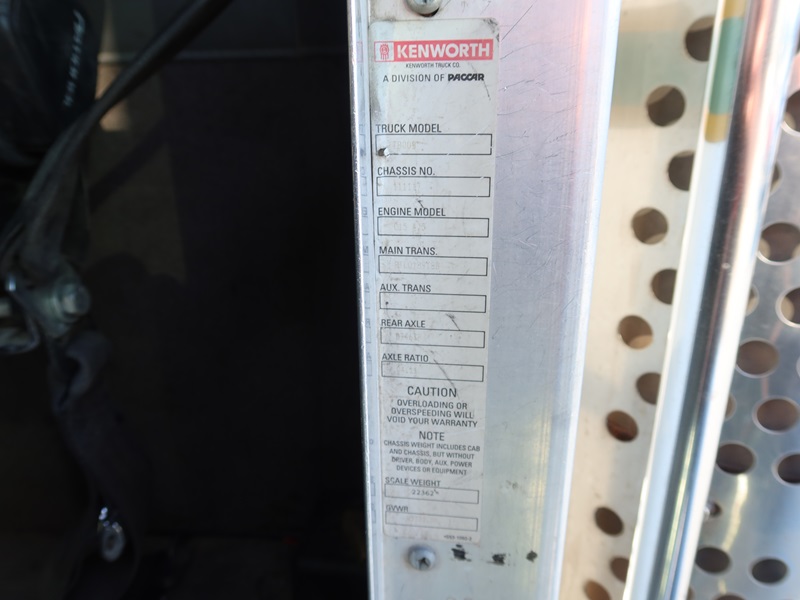 KENWORTH
KENWORTH TRUCK CO.
A DIVISION OF PACCAR
TRUCK MODEL
CHASSIS NO.
ENGINE MODEL
MAIN TRANS.
AUX. TRANS
REAR AXLE
AXLE RATIO
CAUTION
OVERLOADING OR
OVERSPEEDING WILL
VOID YOUR WARRANTY
NOTE
CHASSIS WEIGHT INCLUDES CAB
AND CHASSIS, BUT WITHOUT
DRIVER, BODY, AUX. POWER
DEVICES OR EQUIPMENT
SCALE WEIGHT
22362
GVWR